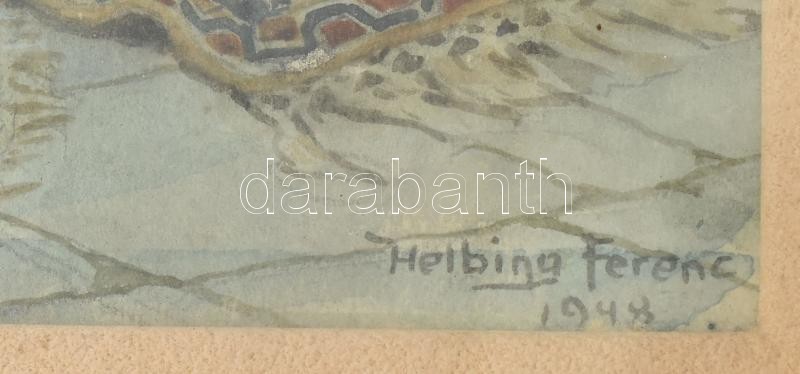 darabanth
Helbing Ferenc
1948